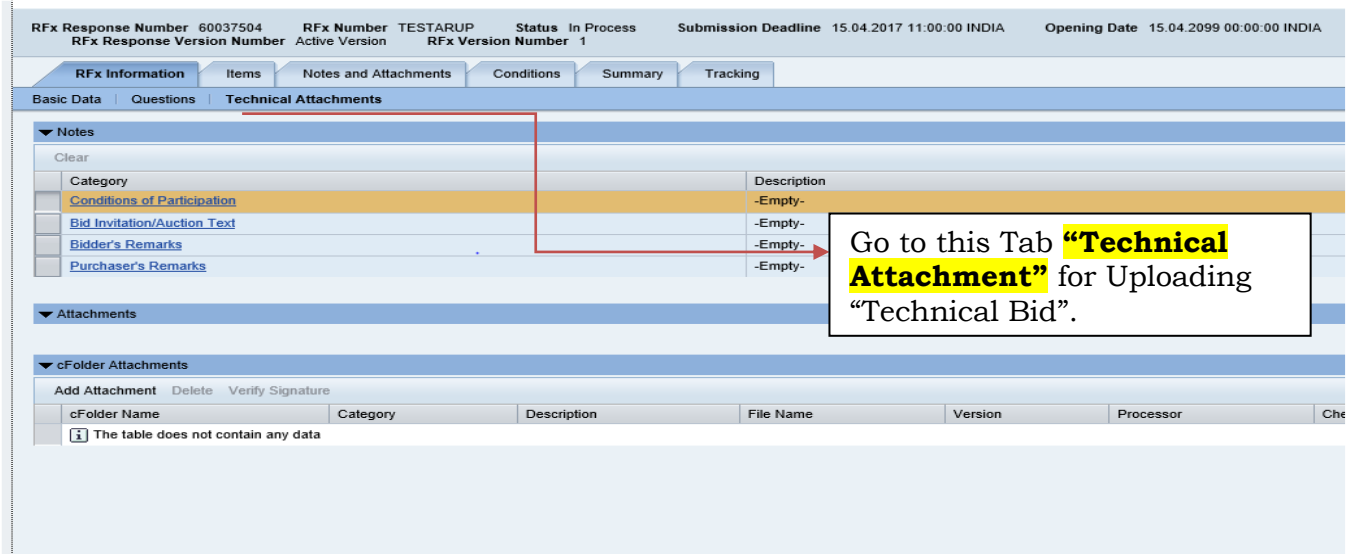 RFx Response Number 60037504 RFx Number TESTARUP Status In Process Submission Deadline 15.04.2017 11:00:00 INDIA Opening Date 15.04.2099 00:00:00 INDIA
RFx Response Version Number Active Version RFx Version Number 1
RFx Information Items Notes and Attachments Conditions Summary Tracking
Basic Data Questions Technical Attachments
Notes
Clear
Category Description
Conditions of Participation -Empty-
Bid Invitation/Auction Text -Empty-
Bidder's Remarks -Empty-
Purchaser's Remarks -Empty-
Go to this Tab “Technical
Attachment” for Uploading
“Technical Bid”.
Attachments
cFolder Attachments
Add Attachment Delete Verify Signature
cFolder Name Category Description File Name Version Processor Che
The table does not contain any data